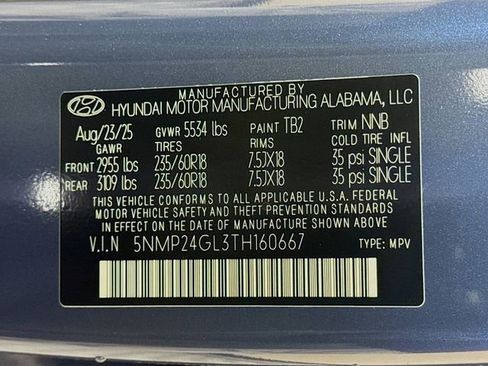 MANUFACTURED BY
HYUNDAI MOTOR MANUFACTURING ALABAMA, LLC
Aug/23/25 GVWR 5534 lbs PAINT TB2 TRIM NNB
GAWR TIRES RIMS COLD TIRE INFL
FRONT 2955 lbs 235/60R18 7.5JX18 35 psi SINGLE
REAR 3109 lbs 235/60R18 7.5JX18 35 psi SINGLE
THIS VEHICLE CONFORMS TO ALL APPLICABLE U.S.A. FEDERAL
MOTOR VEHICLE SAFETY AND THEFT PREVENTION STANDARDS
IN EFFECT ON THE DATE OF MANUFACTURE SHOWN ABOVE.
V.I.N 5NMP24GL3TH160667 TYPE: MPV